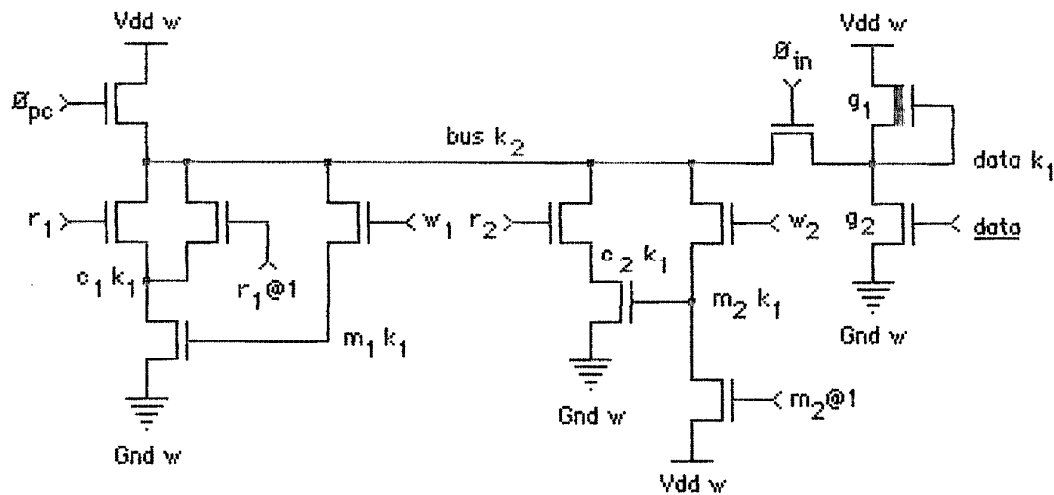 Vdd w
Vdd w
Øin
Øpc
g1
bus k2
data k1
r1
w1
r2
w2
g2
data
c1 k1
r1@1
c2 k1
m2 k1
m1 k1
Gnd w
m2@1
Gnd w
Gnd w
Vdd w